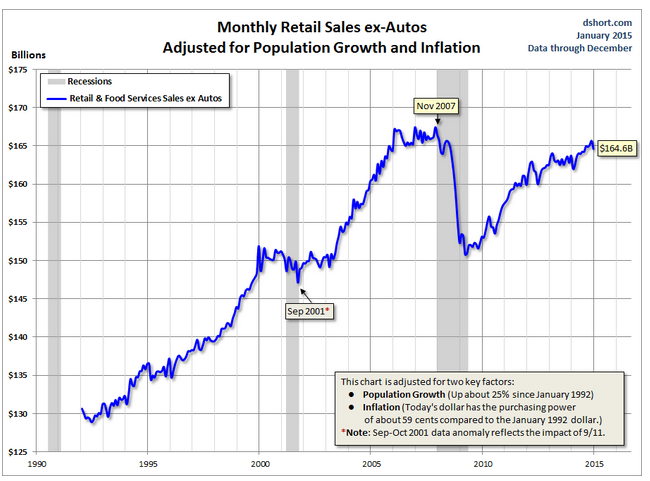 Monthly Retail Sales ex-Autos
Adjusted for Population Growth and Inflation
dshort.com
January 2015
Data through December
Billions
$175
$170
$165
$160
$155
$150
$145
$140
$135
$130
$125
Recessions
Retail & Food Services Sales ex Autos
Nov 2007
$164.6B
Sep 2001*
This chart is adjusted for two key factors:
● Population Growth (Up about 25% since January 1992)
● Inflation (Today's dollar has the purchasing power
of about 59 cents compared to the January 1992 dollar.)
*Note: Sep-Oct 2001 data anomaly reflects the impact of 9/11.
1990 1995 2000 2005 2010 2015